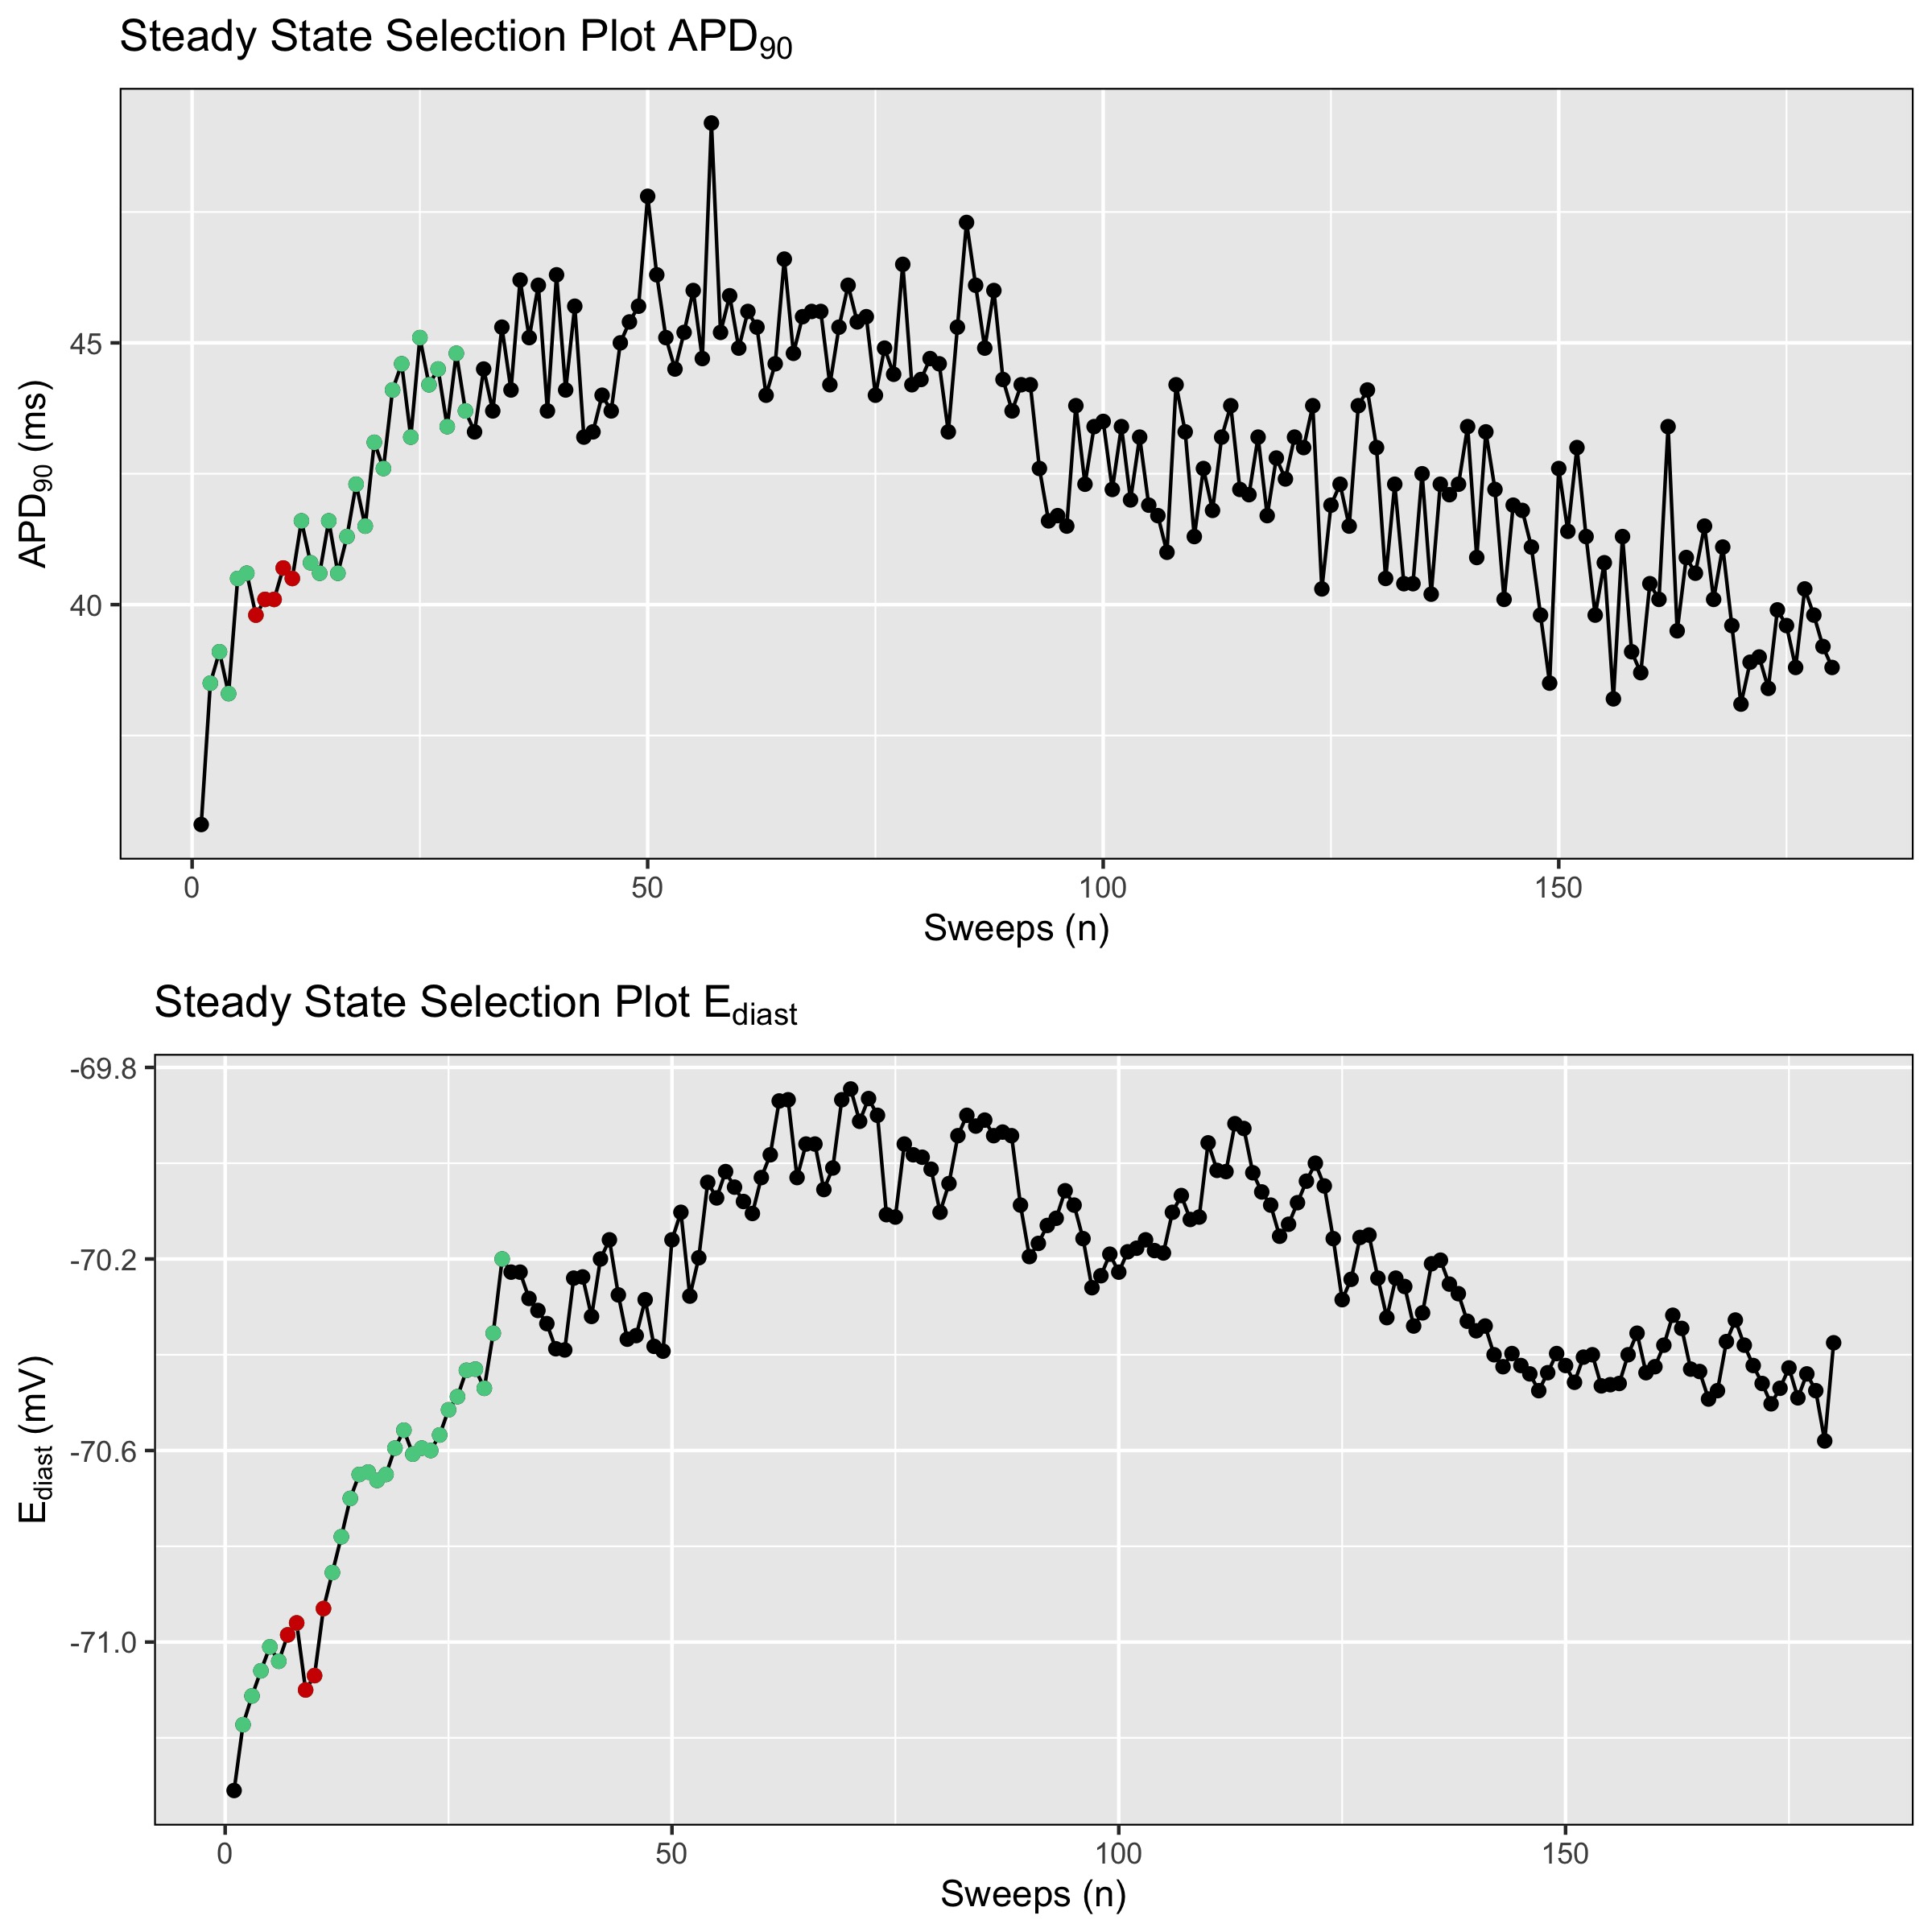 Steady State Selection Plot APD90
45
40
APD90 (ms)
0 50 100 150
Sweeps (n)
Steady State Selection Plot Ediast
-69.8
-70.2
-70.6
-71.0
Ediast (mV)
0 50 100 150
Sweeps (n)